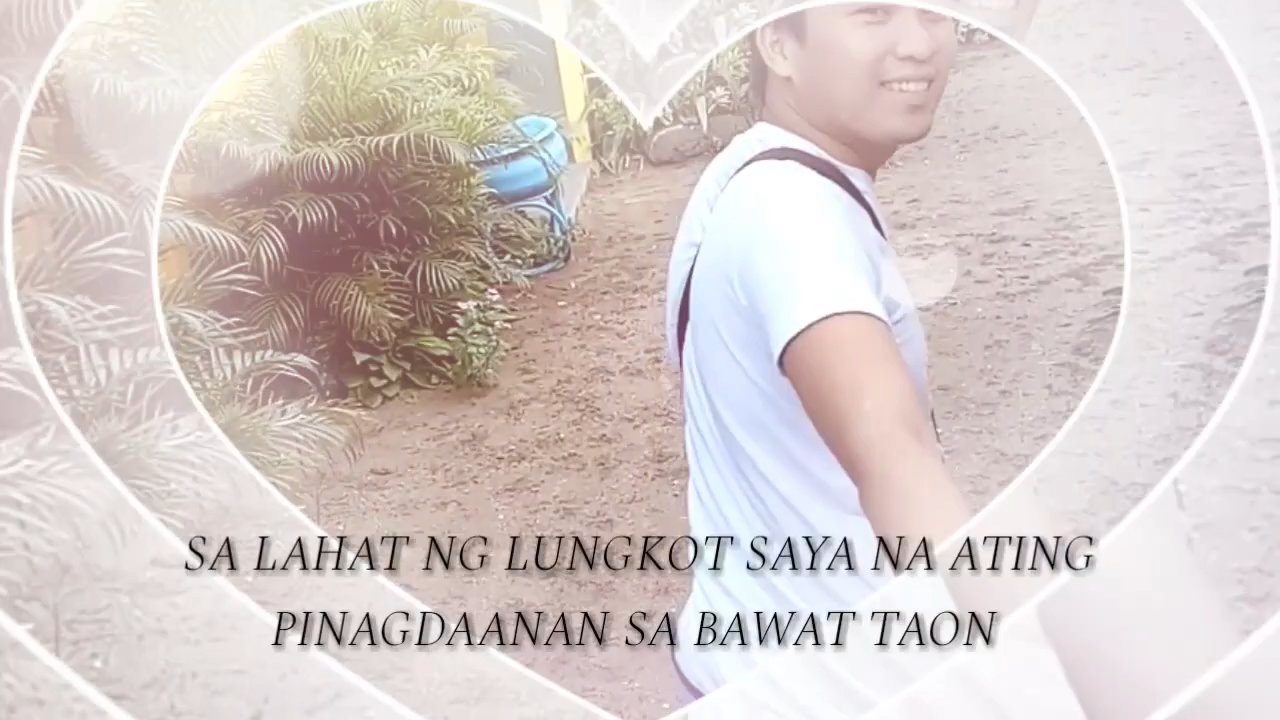 SA LAHAT NG LUNGKOT SAYA NA ATING
PINAGDAANAN SA BAWAT TAON